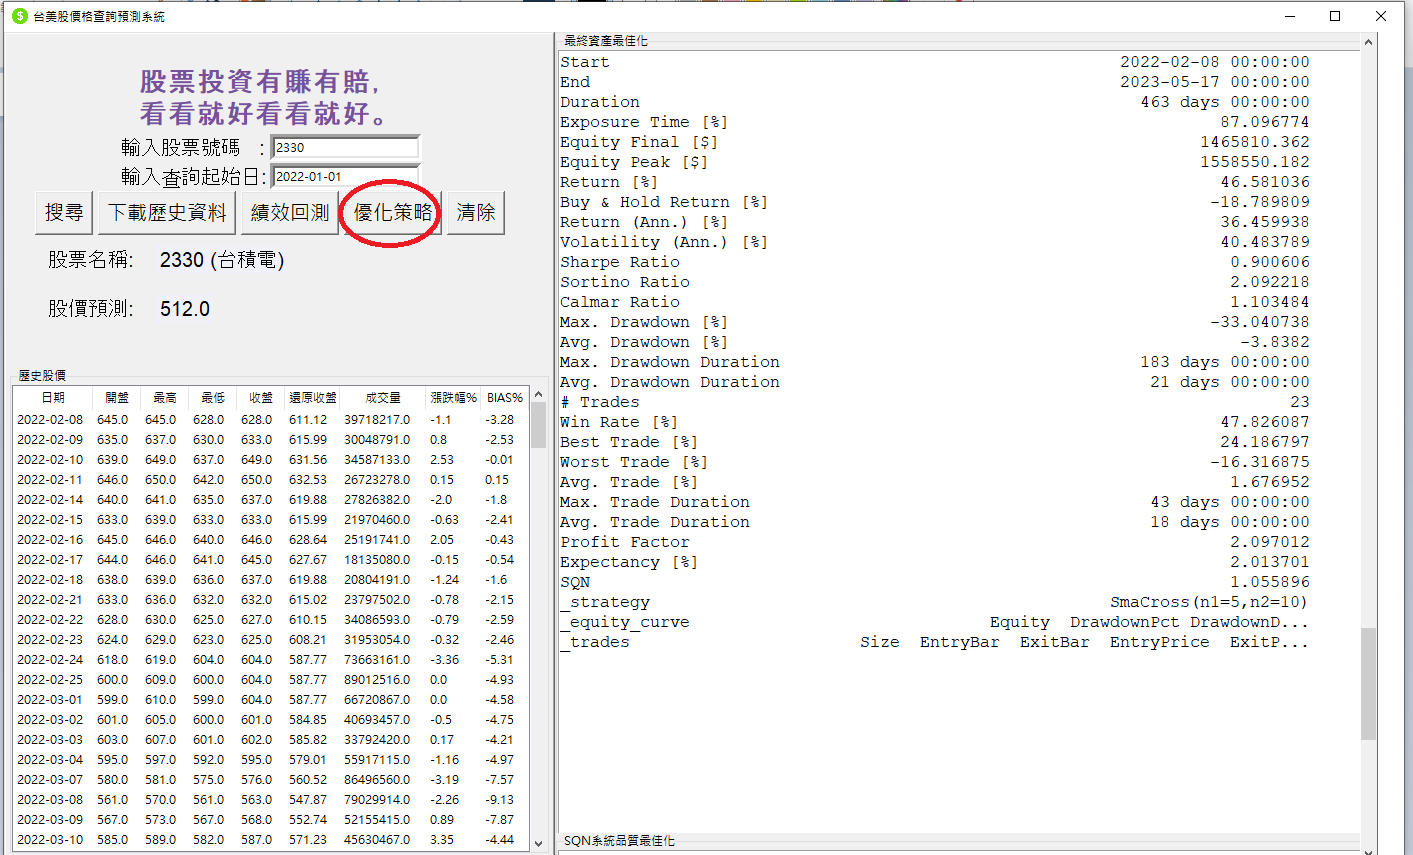 台美股價格查詢預測系統
股票投資有賺有賠,
看看就好看看就好。
輸入股票號碼 : 2330
輸入查詢起始日: 2022-01-01
搜尋 下載歷史資料 績效回測 優化策略 清除
股票名稱: 2330 (台積電)
股價預測: 512.0
歷史股價
日期 開盤 最高 最低 收盤 還原收盤 成交量 漲跌幅% BIAS%
2022-02-08 645.0 645.0 628.0 628.0 611.12 39718217.0 -1.1 -3.28
2022-02-09 635.0 637.0 630.0 633.0 615.99 30048791.0 0.8 -2.53
2022-02-10 639.0 649.0 637.0 649.0 631.56 34587133.0 2.53 -0.01
2022-02-11 646.0 650.0 642.0 650.0 632.53 26723278.0 0.15 0.15
2022-02-14 640.0 641.0 635.0 637.0 619.88 27826382.0 -2.0 -1.8
2022-02-15 633.0 639.0 633.0 633.0 615.99 21970460.0 -0.63 -2.41
2022-02-16 645.0 646.0 640.0 646.0 628.64 25191741.0 2.05 -0.43
2022-02-17 644.0 646.0 641.0 645.0 627.67 18135080.0 -0.15 -0.54
2022-02-18 638.0 639.0 636.0 637.0 619.88 20804191.0 -1.24 -1.6
2022-02-21 633.0 636.0 632.0 632.0 615.02 23797502.0 -0.78 -2.15
2022-02-22 628.0 630.0 625.0 627.0 610.15 34086593.0 -0.79 -2.59
2022-02-23 624.0 629.0 623.0 625.0 608.21 31953054.0 -0.32 -2.46
2022-02-24 618.0 619.0 604.0 604.0 587.77 73663161.0 -3.36 -5.31
2022-02-25 600.0 609.0 600.0 604.0 587.77 89012516.0 0.0 -4.93
2022-03-01 599.0 610.0 599.0 604.0 587.77 66720867.0 0.0 -4.58
2022-03-02 601.0 605.0 600.0 601.0 584.85 40693457.0 -0.5 -4.75
2022-03-03 603.0 607.0 601.0 602.0 585.82 33792420.0 0.17 -4.21
2022-03-04 595.0 597.0 592.0 595.0 579.01 55917115.0 -1.16 -4.97
2022-03-07 580.0 581.0 575.0 576.0 560.52 86496560.0 -3.19 -7.57
2022-03-08 561.0 570.0 561.0 563.0 547.87 79029914.0 -2.26 -9.13
2022-03-09 567.0 573.0 567.0 568.0 552.74 52155415.0 0.89 -7.87
2022-03-10 585.0 589.0 582.0 587.0 571.23 45630467.0 3.35 -4.44
最終資產最佳化
Start 2022-02-08 00:00:00
End 2023-05-17 00:00:00
Duration 463 days 00:00:00
Exposure Time [%] 87.096774
Equity Final [$] 1465810.362
Equity Peak [$] 1558550.182
Return [%] 46.581036
Buy & Hold Return [%] -18.789809
Return (Ann.) [%] 36.459938
Volatility (Ann.) [%] 40.483789
Sharpe Ratio 0.900606
Sortino Ratio 2.092218
Calmar Ratio 1.103484
Max. Drawdown [%] -33.040738
Avg. Drawdown [%] -3.8382
Max. Drawdown Duration 183 days 00:00:00
Avg. Drawdown Duration 21 days 00:00:00
# Trades 23
Win Rate [%] 47.826087
Best Trade [%] 24.186797
Worst Trade [%] -16.316875
Avg. Trade [%] 1.676952
Max. Trade Duration 43 days 00:00:00
Avg. Trade Duration 18 days 00:00:00
Profit Factor 2.097012
Expectancy [%] 2.013701
SQN 1.055896
_strategy SmaCross(n1=5,n2=10)
_equity_curve Equity DrawdownPct DrawdownD...
_trades Size EntryBar ExitBar EntryPrice ExitP...
SQN系統品質最佳化